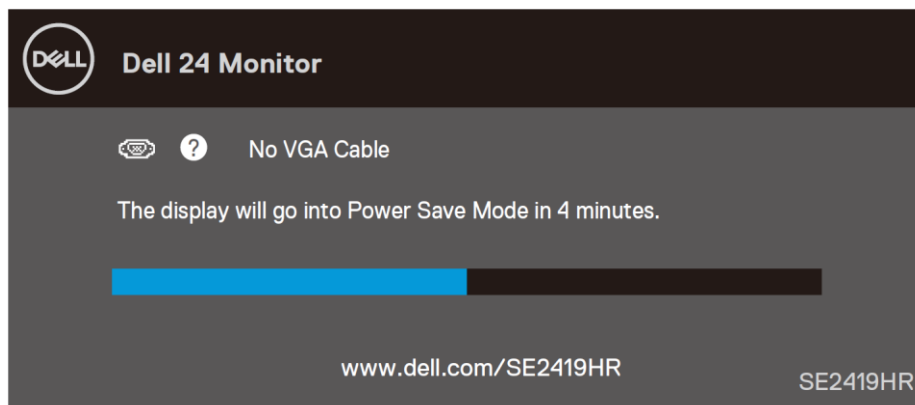 DELL
Dell 24 Monitor
? No VGA Cable
The display will go into Power Save Mode in 4 minutes.
www.dell.com/SE2419HR
SE2419HR